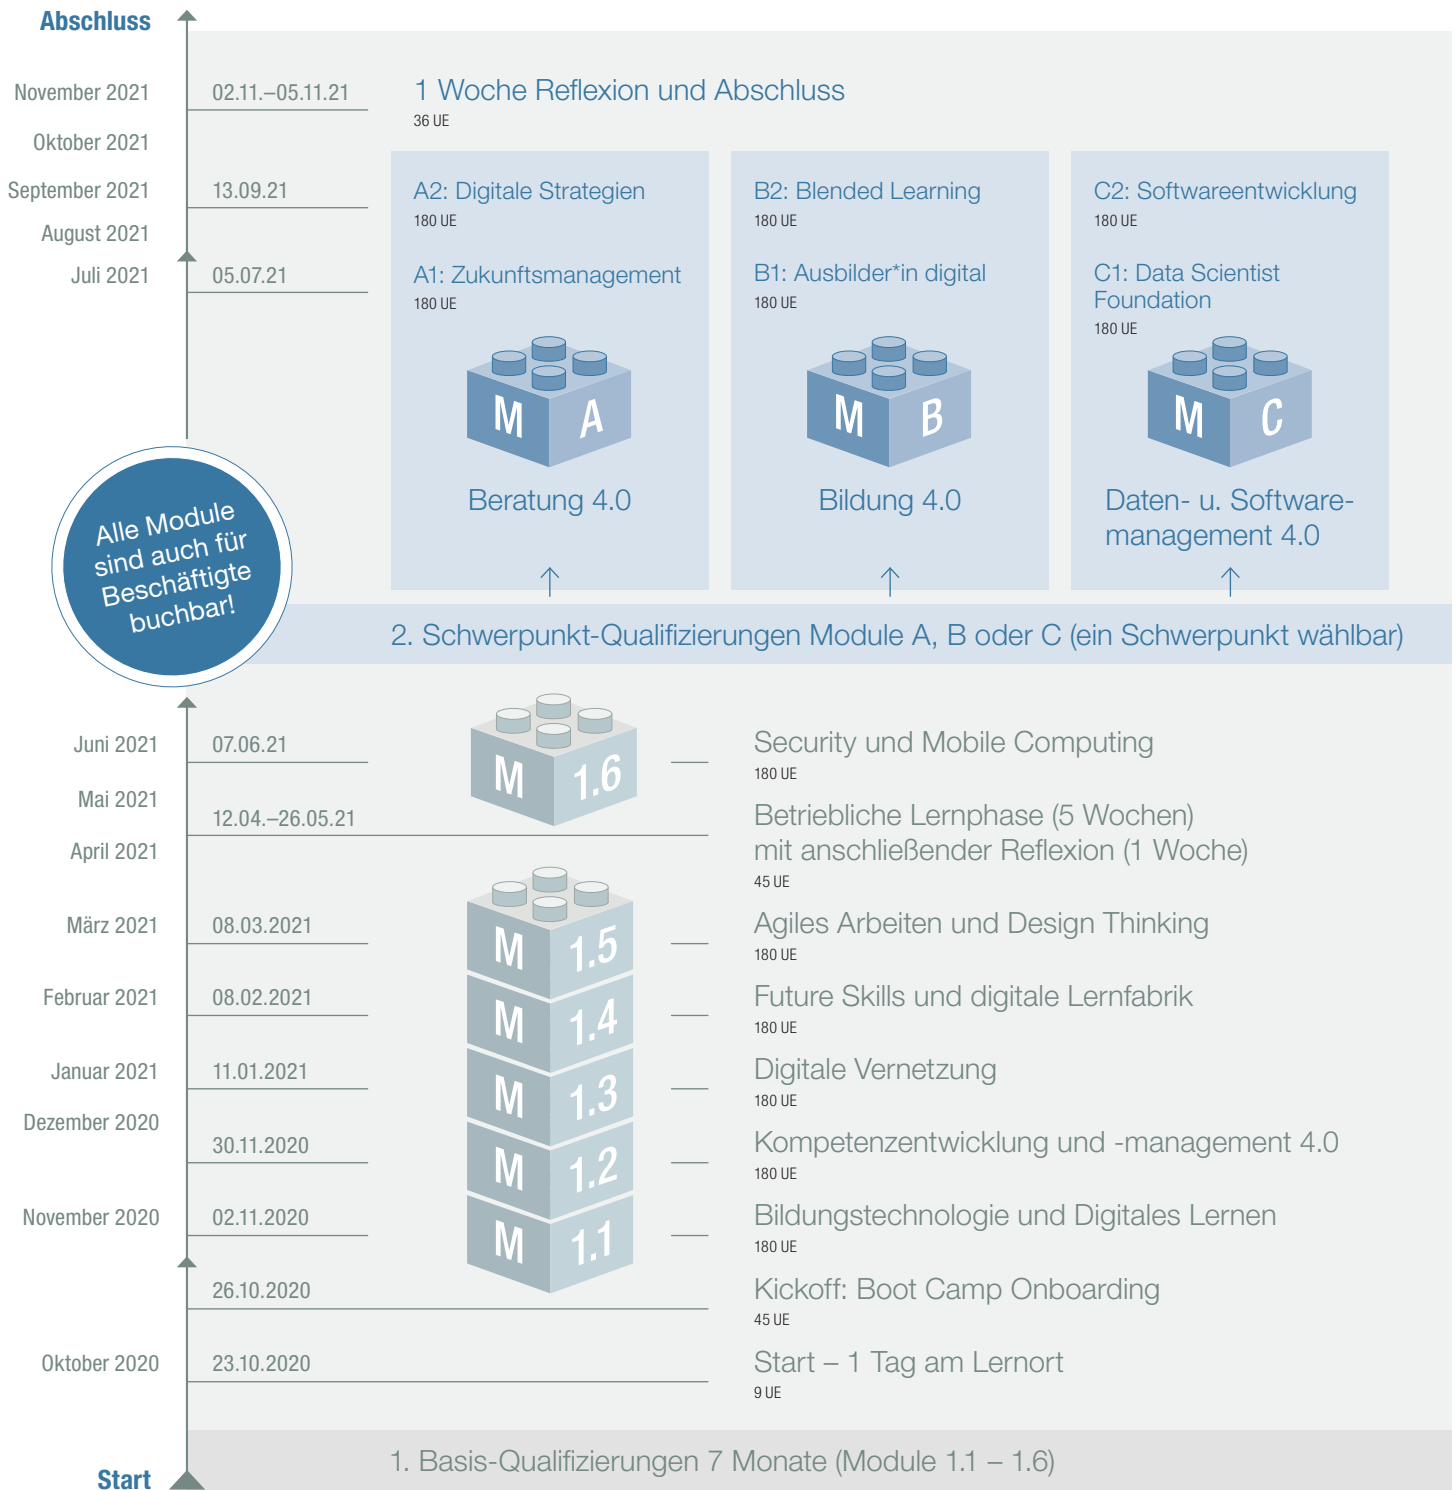 Abschluss
November 2021
02.11.–05.11.21
1 Woche Reflexion und Abschluss
36 UE
Oktober 2021
September 2021
13.09.21
A2: Digitale Strategien
180 UE
B2: Blended Learning
180 UE
C2: Softwareentwicklung
180 UE
August 2021
Juli 2021
05.07.21
A1: Zukunftsmanagement
180 UE
B1: Ausbilder*in digital
180 UE
C1: Data Scientist
Foundation
180 UE
M A
M B
M C
Beratung 4.0
Bildung 4.0
Daten- u. Software-
management 4.0
Alle Module
sind auch für
Beschäftigte
buchbar!
2. Schwerpunkt-Qualifizierungen Module A, B oder C (ein Schwerpunkt wählbar)
Juni 2021
07.06.21
M 1.6
Security und Mobile Computing
180 UE
Mai 2021
12.04.–26.05.21
Betriebliche Lernphase (5 Wochen)
mit anschließender Reflexion (1 Woche)
45 UE
April 2021
März 2021
08.03.2021
M 1.5
Agiles Arbeiten und Design Thinking
180 UE
Februar 2021
08.02.2021
M 1.4
Future Skills und digitale Lernfabrik
180 UE
Januar 2021
11.01.2021
M 1.3
Digitale Vernetzung
180 UE
Dezember 2020
30.11.2020
M 1.2
Kompetenzentwicklung und -management 4.0
180 UE
November 2020
02.11.2020
M 1.1
Bildungstechnologie und Digitales Lernen
180 UE
26.10.2020
Kickoff: Boot Camp Onboarding
45 UE
Oktober 2020
23.10.2020
Start – 1 Tag am Lernort
9 UE
1. Basis-Qualifizierungen 7 Monate (Module 1.1 – 1.6)
Start